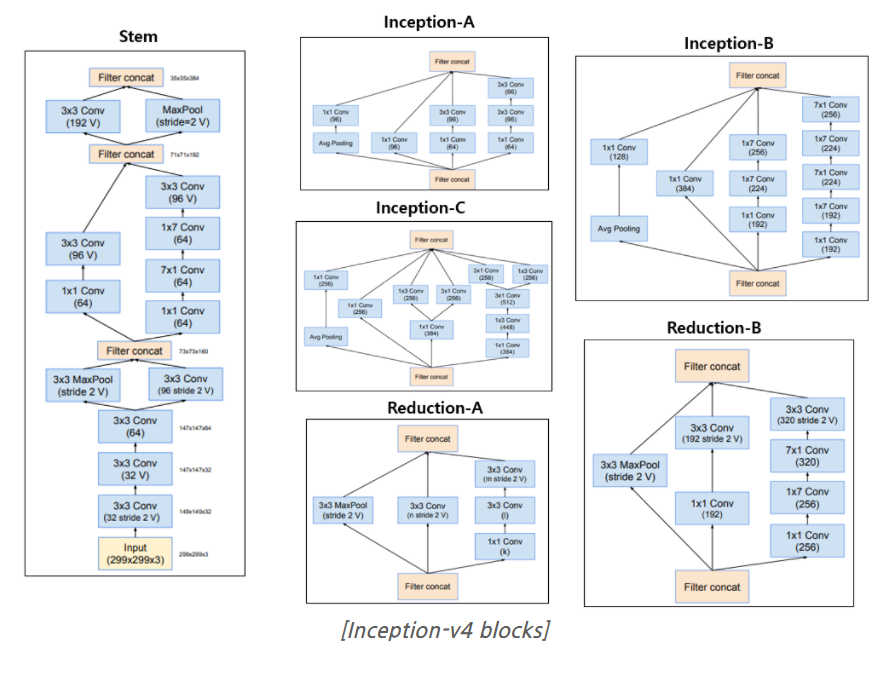 Stem
Filter concat
35x35x384
3x3 Conv
(192 V)
MaxPool
(stride=2 V)
Filter concat
71x71x192
3x3 Conv
(96 V)
1x7 Conv
(64)
3x3 Conv
(96 V)
7x1 Conv
(64)
1x1 Conv
(64)
1x1 Conv
(64)
Filter concat
73x73x160
3x3 MaxPool
(stride 2 V)
3x3 Conv
(96 stride 2 V)
3x3 Conv
(64)
147x147x64
3x3 Conv
(32 V)
147x147x32
3x3 Conv
(32 stride 2 V)
149x149x32
Input
(299x299x3)
299x299x3
Inception-A
Filter concat
3x3 Conv
(96)
1x1 Conv
(96)
3x3 Conv
(96)
3x3 Conv
(96)
Avg Pooling
1x1 Conv
(96)
1x1 Conv
(64)
1x1 Conv
(64)
Filter concat
Inception-B
Filter concat
7x1 Conv
(256)
1x7 Conv
(256)
1x7 Conv
(224)
1x1 Conv
(128)
1x1 Conv
(384)
1x7 Conv
(224)
7x1 Conv
(224)
1x7 Conv
(192)
Avg Pooling
1x1 Conv
(192)
1x1 Conv
(192)
Filter concat
Inception-C
Filter concat
3x1 Conv
(256)
1x3 Conv
(256)
1x1 Conv
(256)
1x3 Conv
(256)
3x1 Conv
(256)
3x1 Conv
(512)
1x1 Conv
(256)
1x3 Conv
(448)
Avg Pooling
1x1 Conv
(384)
1x1 Conv
(384)
Filter concat
Reduction-A
Filter concat
3x3 Conv
(m stride 2 V)
3x3 MaxPool
(stride 2 V)
3x3 Conv
(n stride 2 V)
3x3 Conv
(l)
1x1 Conv
(k)
Filter concat
Reduction-B
Filter concat
3x3 Conv
(320 stride 2 V)
3x3 Conv
(192 stride 2 V)
7x1 Conv
(320)
3x3 MaxPool
(stride 2 V)
1x1 Conv
(192)
1x7 Conv
(256)
1x1 Conv
(256)
Filter concat
[Inception-v4 blocks]